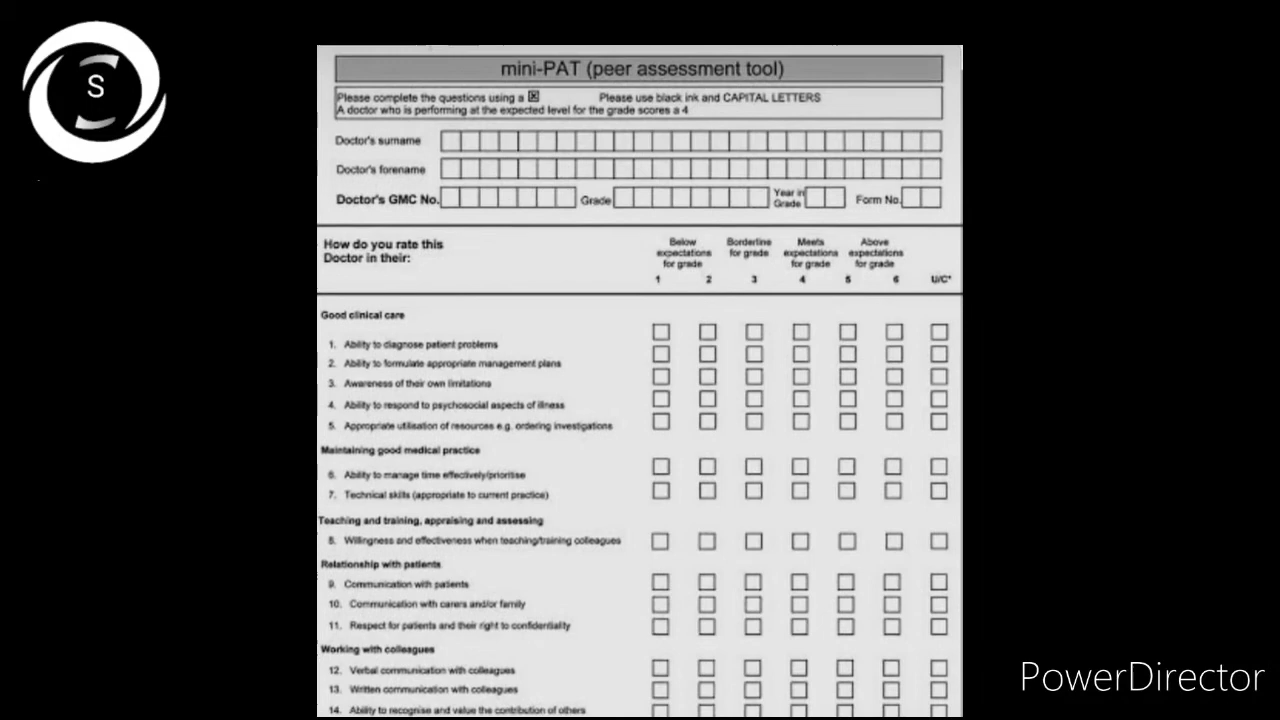 S
mini-PAT (peer assessment tool)
Please complete the questions using a ☒ Please use black ink and CAPITAL LETTERS
A doctor who is performing at the expected level for the grade scores a 4
Doctor's surname
Doctor's forename
Doctor's GMC No. Grade Year in Grade Form No.
How do you rate this Doctor in their:
Below expectations for grade Borderline for grade Meets expectations for grade Above expectations for grade
1 2 3 4 5 6 U/C*
Good clinical care
1. Ability to diagnose patient problems
2. Ability to formulate appropriate management plans
3. Awareness of their own limitations
4. Ability to respond to psychosocial aspects of illness
5. Appropriate utilisation of resources e.g. ordering investigations
Maintaining good medical practice
6. Ability to manage time effectively/prioritise
7. Technical skills (appropriate to current practice)
Teaching and training, appraising and assessing
8. Willingness and effectiveness when teaching/training colleagues
Relationship with patients
9. Communication with patients
10. Communication with carers and/or family
11. Respect for patients and their right to confidentiality
Working with colleagues
12. Verbal communication with colleagues
13. Written communication with colleagues
14. Ability to recognise and value the contribution of others
PowerDirector